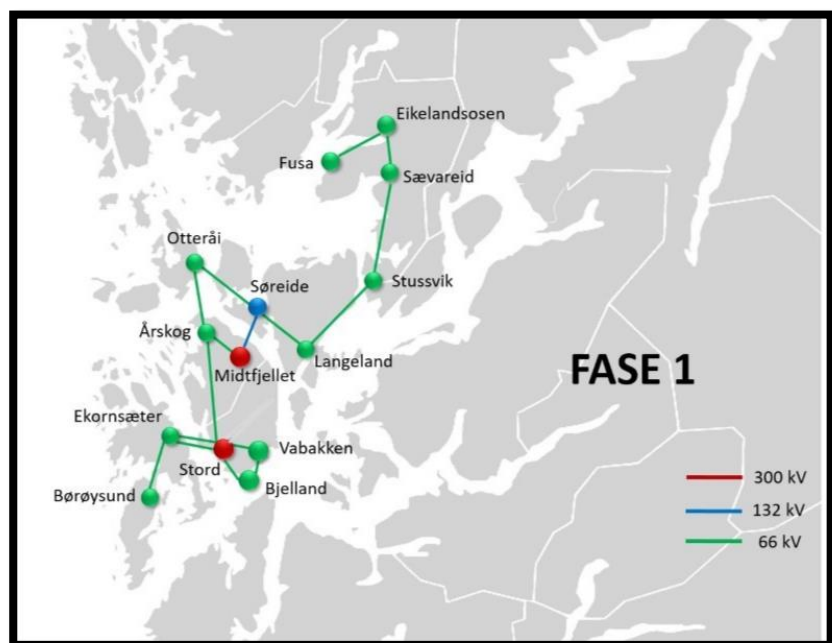 Eikelandsosen
Fusa
Sævareid
Otteråi
Søreide
Stussvik
Årskog
Midtfjellet
Langeland
FASE 1
Ekornsæter
Vabakken
Stord
Bjelland
Børøysund
300 kV
132 kV
66 kV